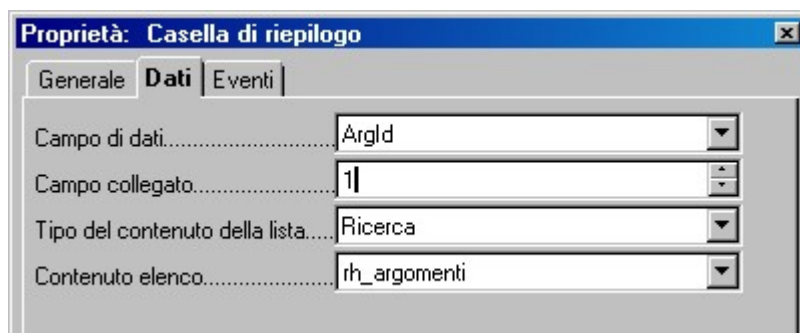 Proprietà: Casella di riepilogo
Generale Dati Eventi
Campo di dati............................ArgId
Campo collegato.......................1
Tipo del contenuto della lista.....Ricerca
Contenuto elenco.....................rh_argomenti